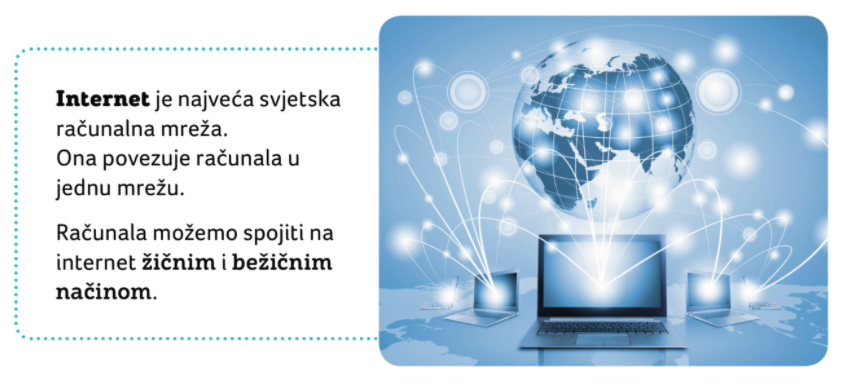 Internet je najveća svjetska
računalna mreža.
Ona povezuje računala u
jednu mrežu.
Računala možemo spojiti na
internet žičnim i bežičnim
načinom.